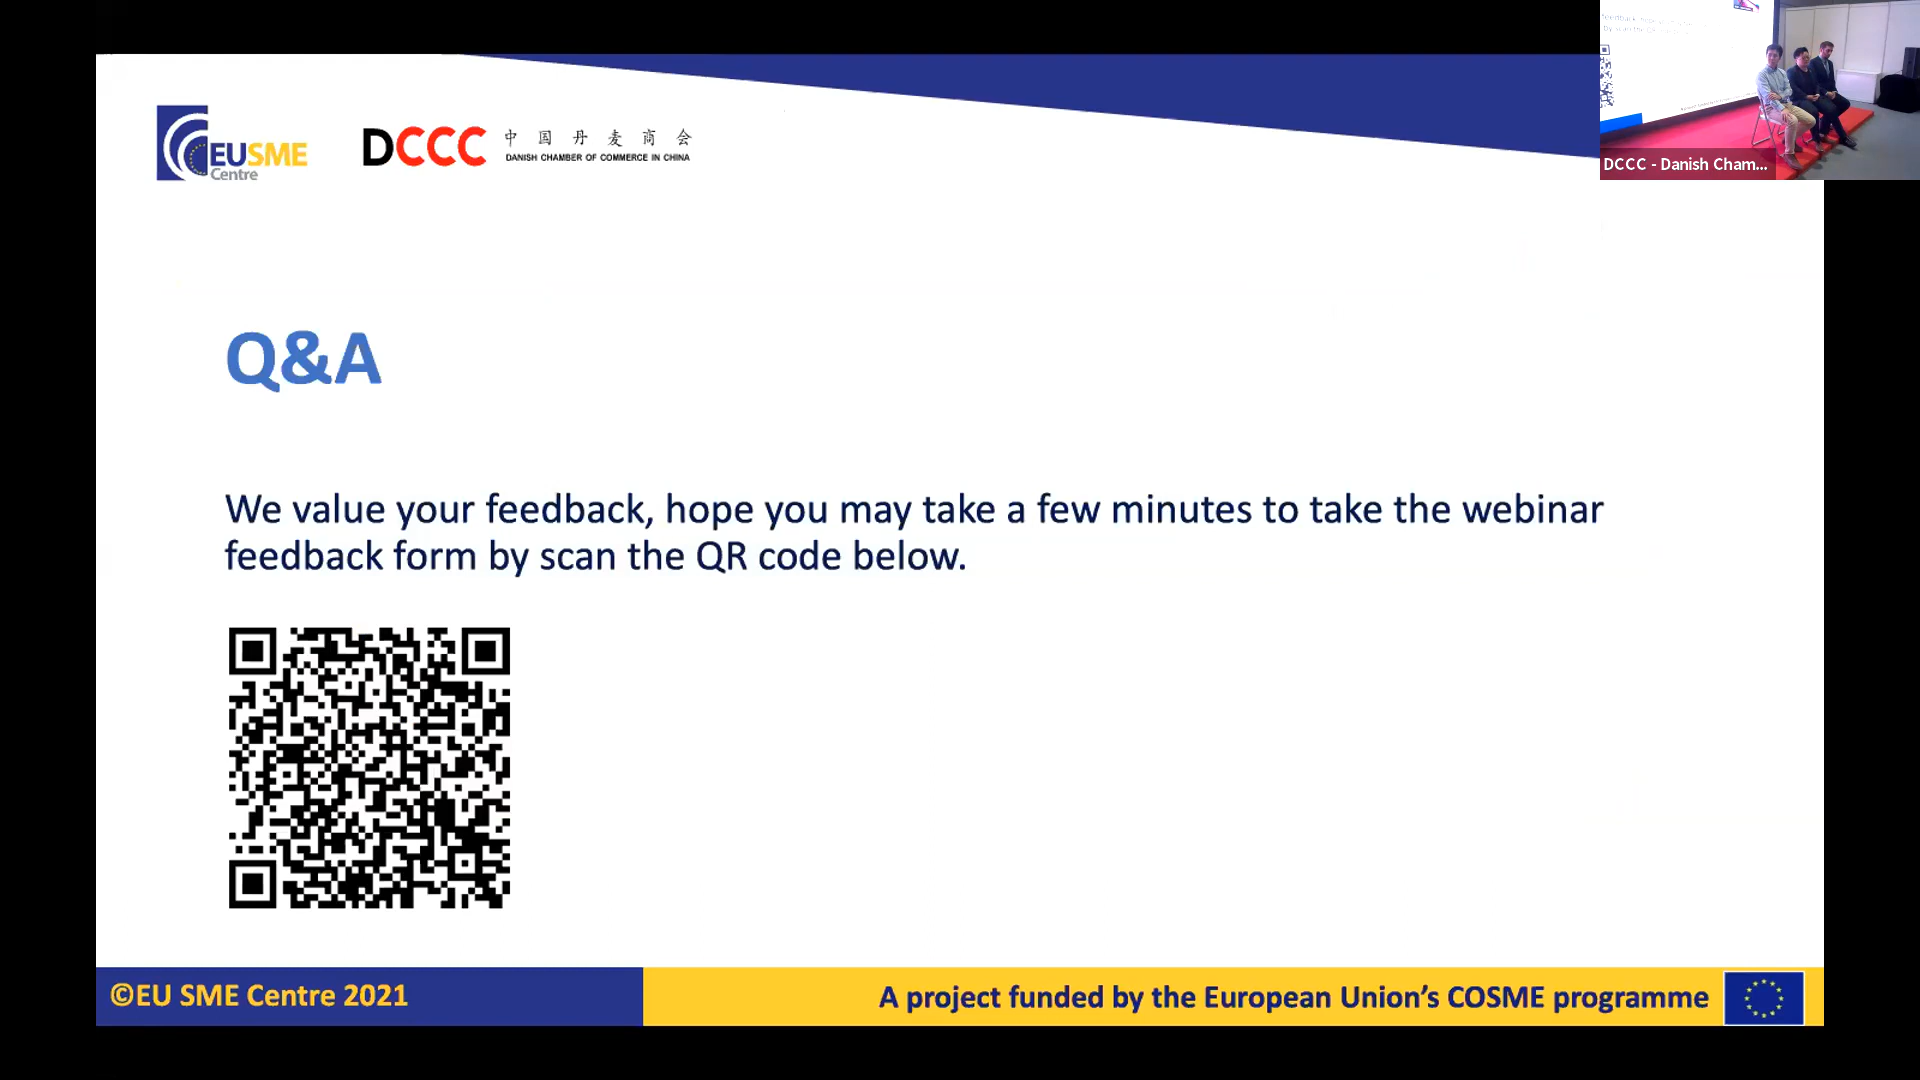 EUSME
Centre
DCCC
中国丹麦商会
DANISH CHAMBER OF COMMERCE IN CHINA
DCCC - Danish Cham...
Q&A
We value your feedback, hope you may take a few minutes to take the webinar
feedback form by scan the QR code below.
©EU SME Centre 2021
A project funded by the European Union’s COSME programme